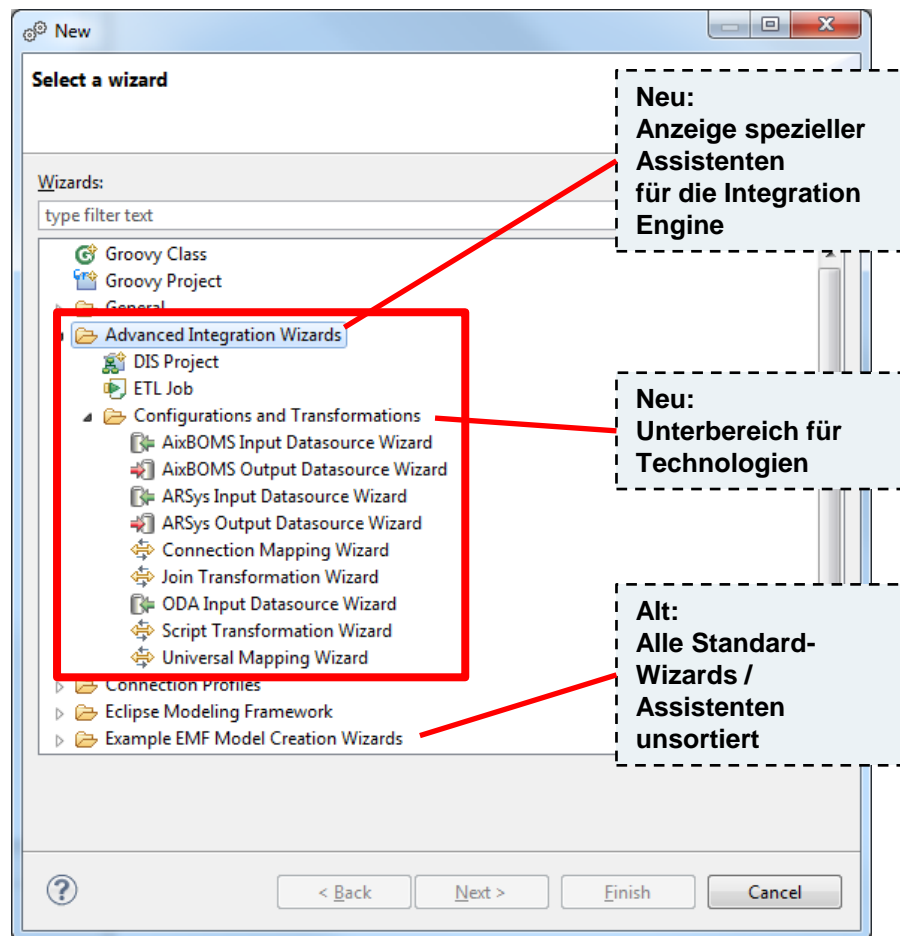 New
Select a wizard
Neu:
Anzeige spezieller
Assistenten
für die Integration
Engine
Wizards:
type filter text
Groovy Class
Groovy Project
General
Advanced Integration Wizards
DIS Project
ETL Job
Configurations and Transformations
AixBOMS Input Datasource Wizard
AixBOMS Output Datasource Wizard
ARSys Input Datasource Wizard
ARSys Output Datasource Wizard
Connection Mapping Wizard
Join Transformation Wizard
ODA Input Datasource Wizard
Script Transformation Wizard
Universal Mapping Wizard
Connection Profiles
Eclipse Modeling Framework
Example EMF Model Creation Wizards
Neu:
Unterbereich für
Technologien
Alt:
Alle Standard-
Wizards /
Assistenten
unsortiert
?
< Back
Next >
Finish
Cancel